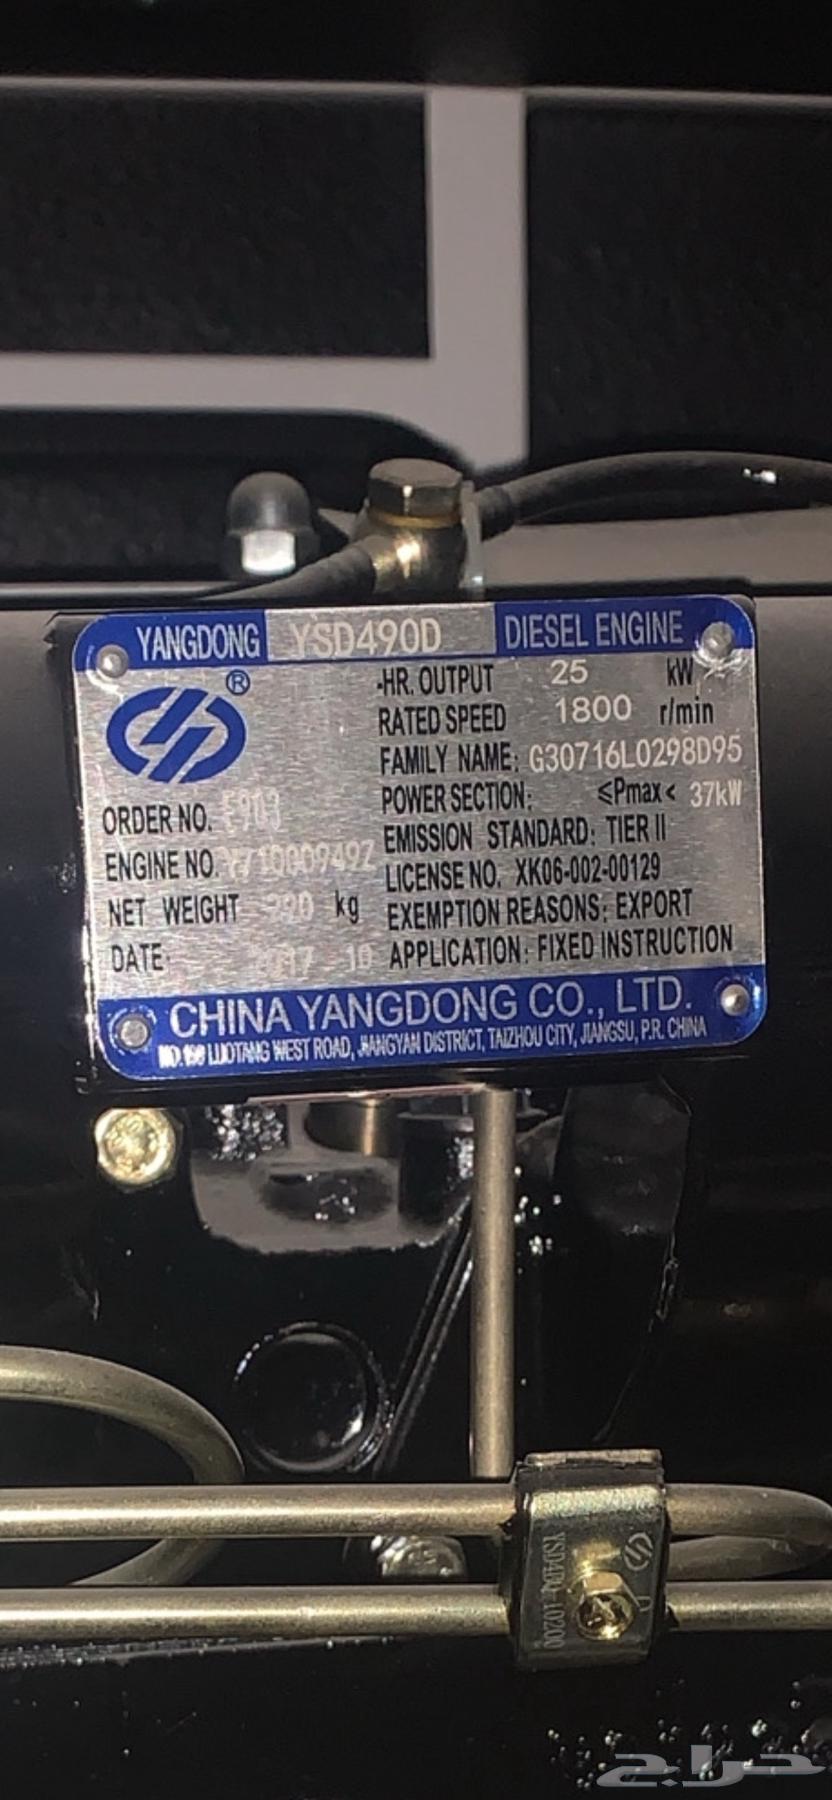 YANGDONG YSD490D DIESEL ENGINE
®
-HR. OUTPUT 25 kW
RATED SPEED 1800 r/min
FAMILY NAME: G30716L0298D95
POWER SECTION: ≤Pmax< 37kW
EMISSION STANDARD: TIER II
LICENSE NO. XK06-002-00129
EXEMPTION REASONS: EXPORT
APPLICATION: FIXED INSTRUCTION
ORDER NO.
ENGINE NO.
NET WEIGHT kg
DATE: 2017 10
CHINA YANGDONG CO., LTD.
LUOTANG WEST ROAD, JIANGYAN DISTRICT, TAIZHOU CITY, JIANGSU, P.R. CHINA
حراج